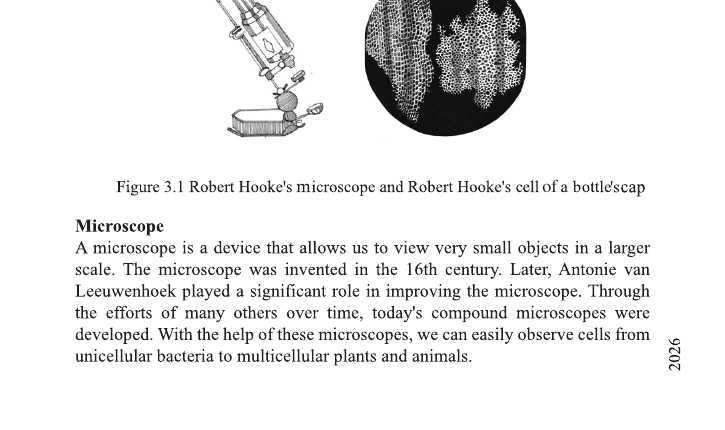 Figure 3.1 Robert Hooke's microscope and Robert Hooke's cell of a bottle'scap
Microscope
A microscope is a device that allows us to view very small objects in a larger
scale. The microscope was invented in the 16th century. Later, Antonie van
Leeuwenhoek played a significant role in improving the microscope. Through
the efforts of many others over time, today's compound microscopes were
developed. With the help of these microscopes, we can easily observe cells from
unicellular bacteria to multicellular plants and animals.
2026